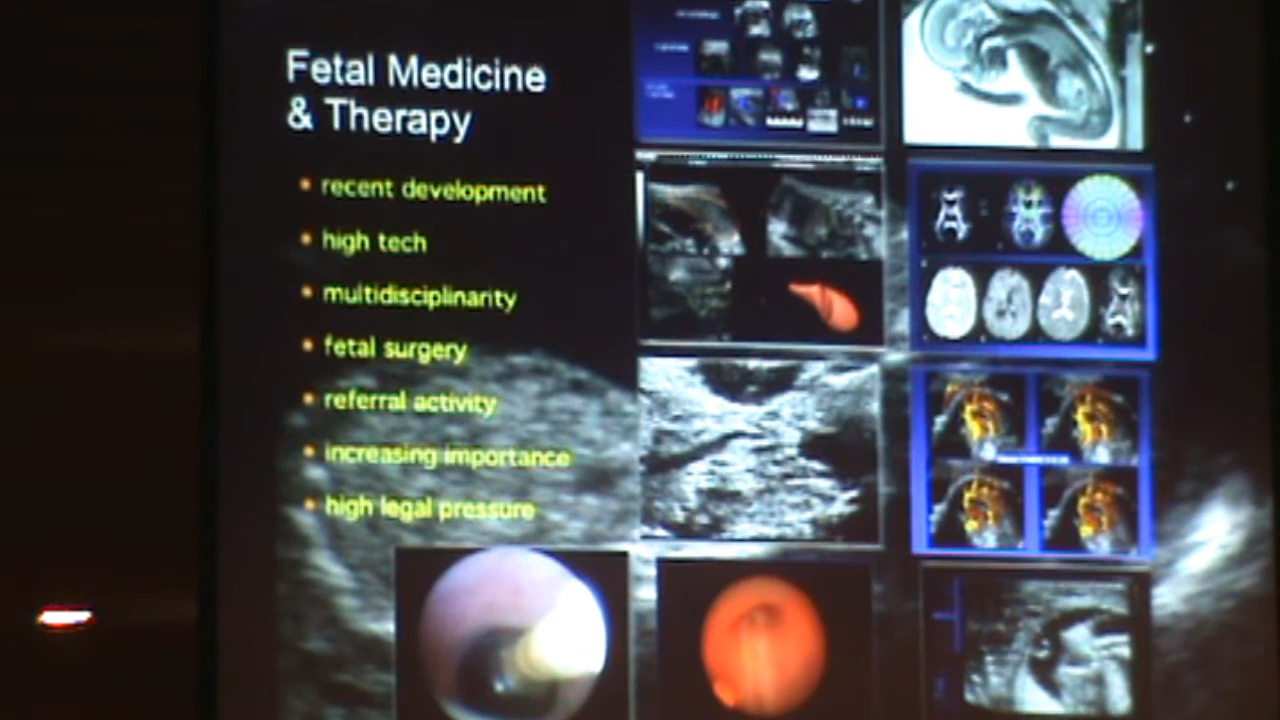 Fetal Medicine
& Therapy
recent development
high tech
multidisciplinarity
fetal surgery
referral activity
increasing importance
high legal pressure